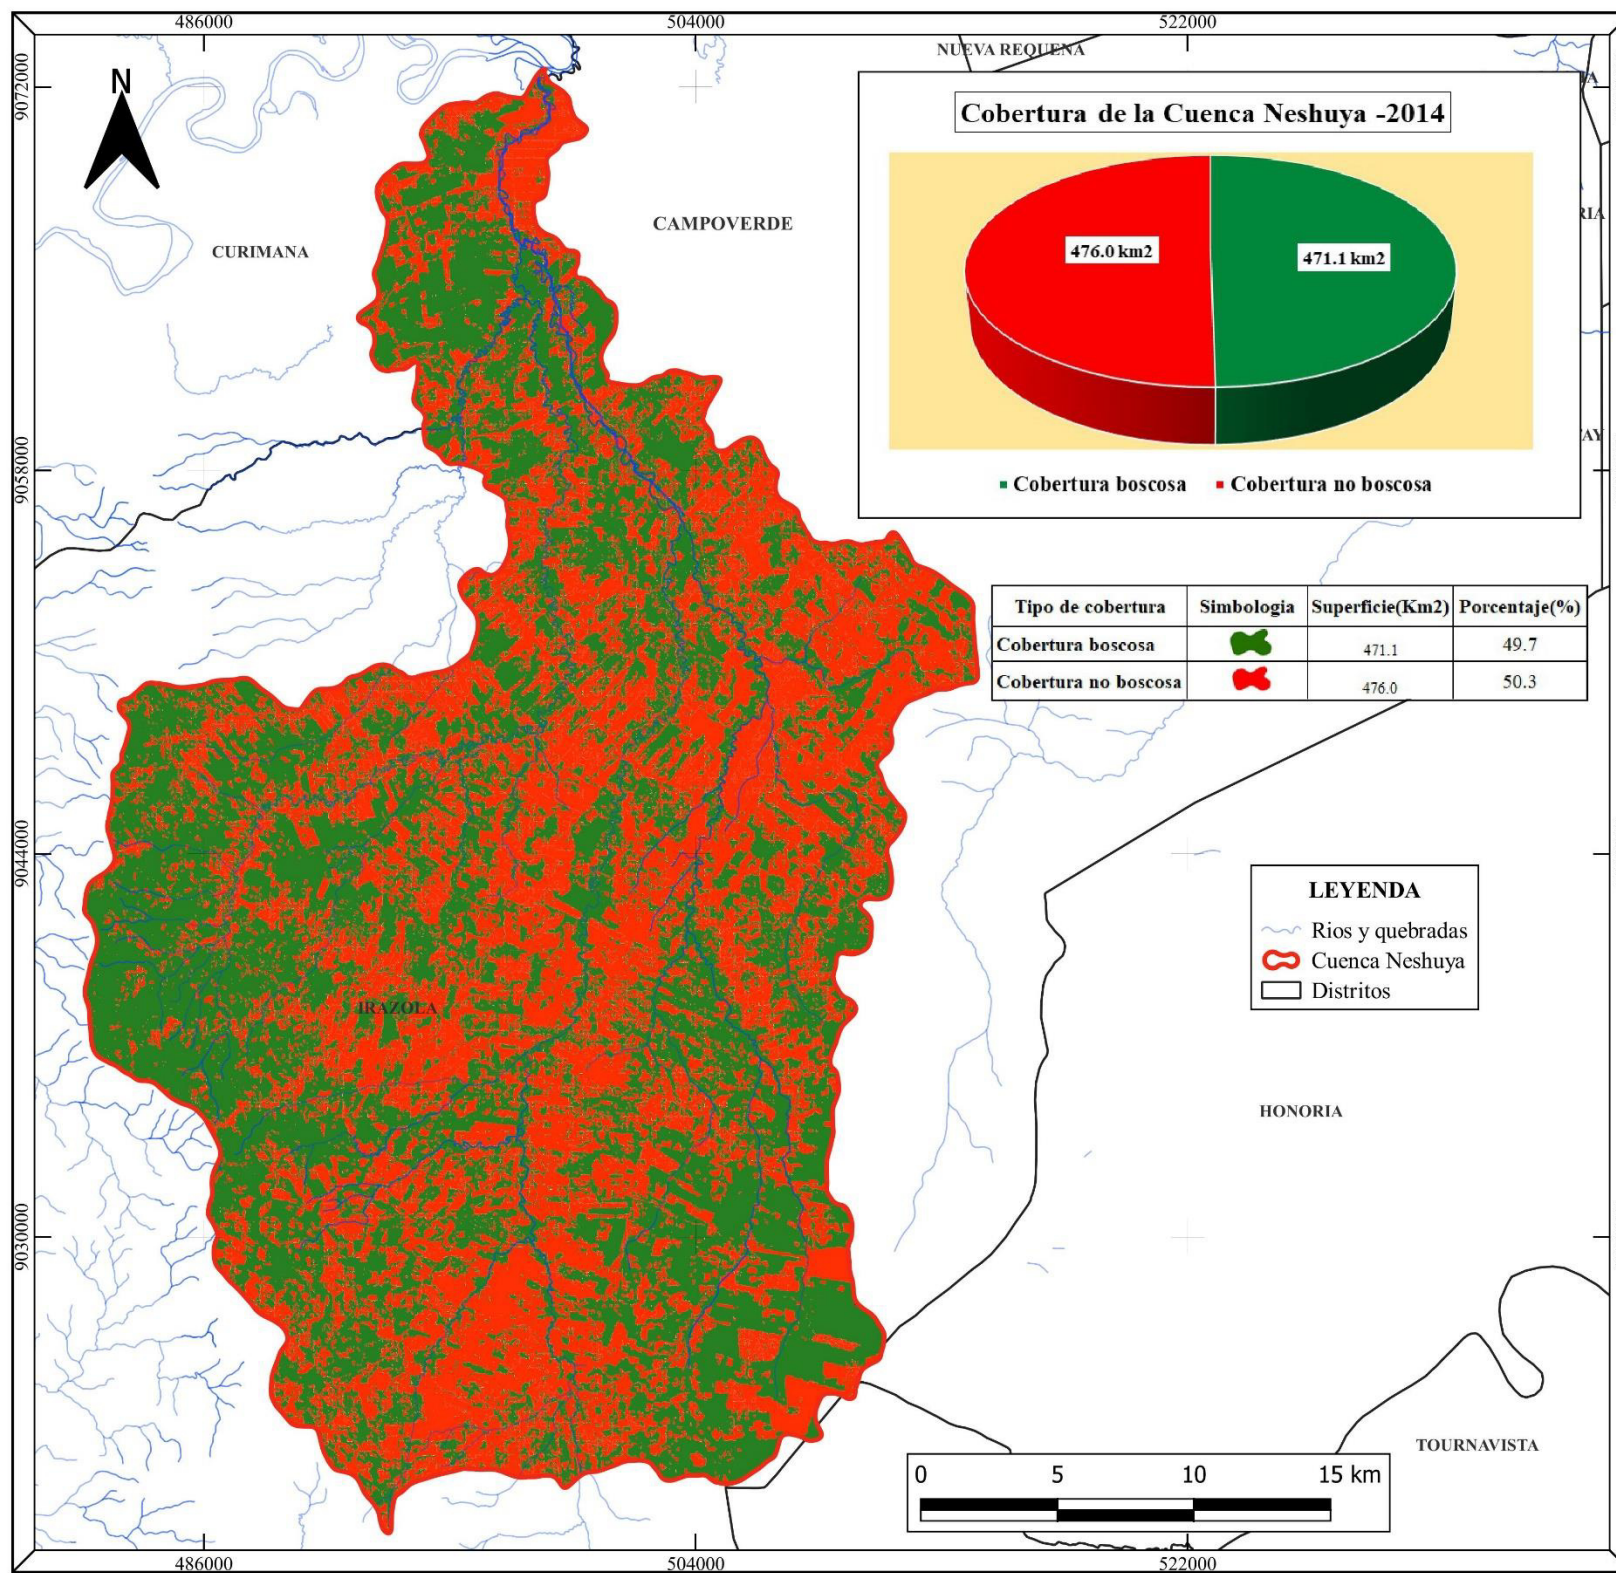 486000
504000
522000
9072000
9058000
9044000
9030000
N
NUEVA REQUENA
CURIMANA
CAMPOVERDE
Cobertura de la Cuenca Neshuya -2014
476.0 km2
471.1 km2
Cobertura boscosa
Cobertura no boscosa
RIA
TAY
Tipo de cobertura Simbologia Superficie(Km2) Porcentaje(%)
Cobertura boscosa 471.1 49.7
Cobertura no boscosa 476.0 50.3
LEYENDA
Rios y quebradas
Cuenca Neshuya
Distritos
IRAZOLA
HONORIA
TOURNAVISTA
0 5 10 15 km
486000
504000
522000